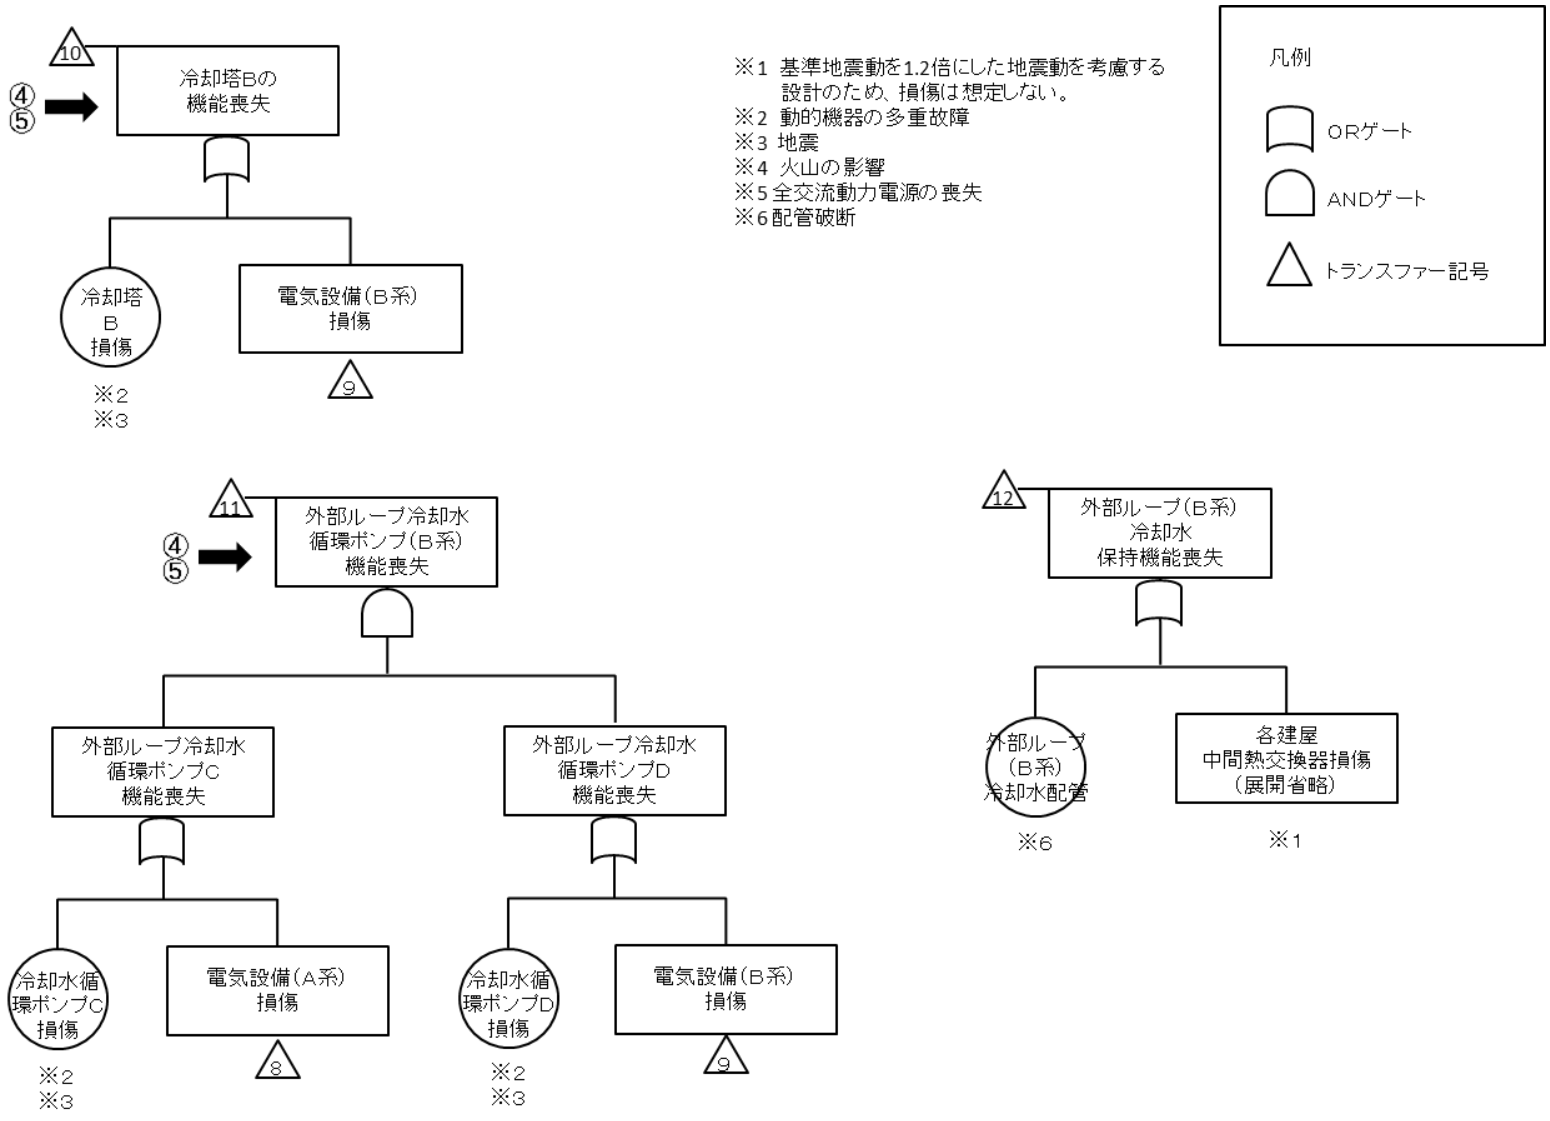 10
冷却塔Bの
機能喪失
④
⑤
冷却塔
B
損傷
※2
※3
電気設備(B系)
損傷
9
※1 基準地震動を1.2倍にした地震動を考慮する
設計のため、損傷は想定しない。
※2 動的機器の多重故障
※3 地震
※4 火山の影響
※5 全交流動力電源の喪失
※6 配管破断
凡例
ORゲート
ANDゲート
トランスファー記号
11
外部ループ冷却水
循環ポンプ(B系)
機能喪失
④
⑤
外部ループ冷却水
循環ポンプC
機能喪失
外部ループ冷却水
循環ポンプD
機能喪失
冷却水循
環ポンプC
損傷
※2
※3
電気設備(A系)
損傷
8
冷却水循
環ポンプD
損傷
※2
※3
電気設備(B系)
損傷
9
12
外部ループ(B系)
冷却水
保持機能喪失
外部ループ
(B系)
冷却水配管
※6
各建屋
中間熱交換器損傷
(展開省略)
※1